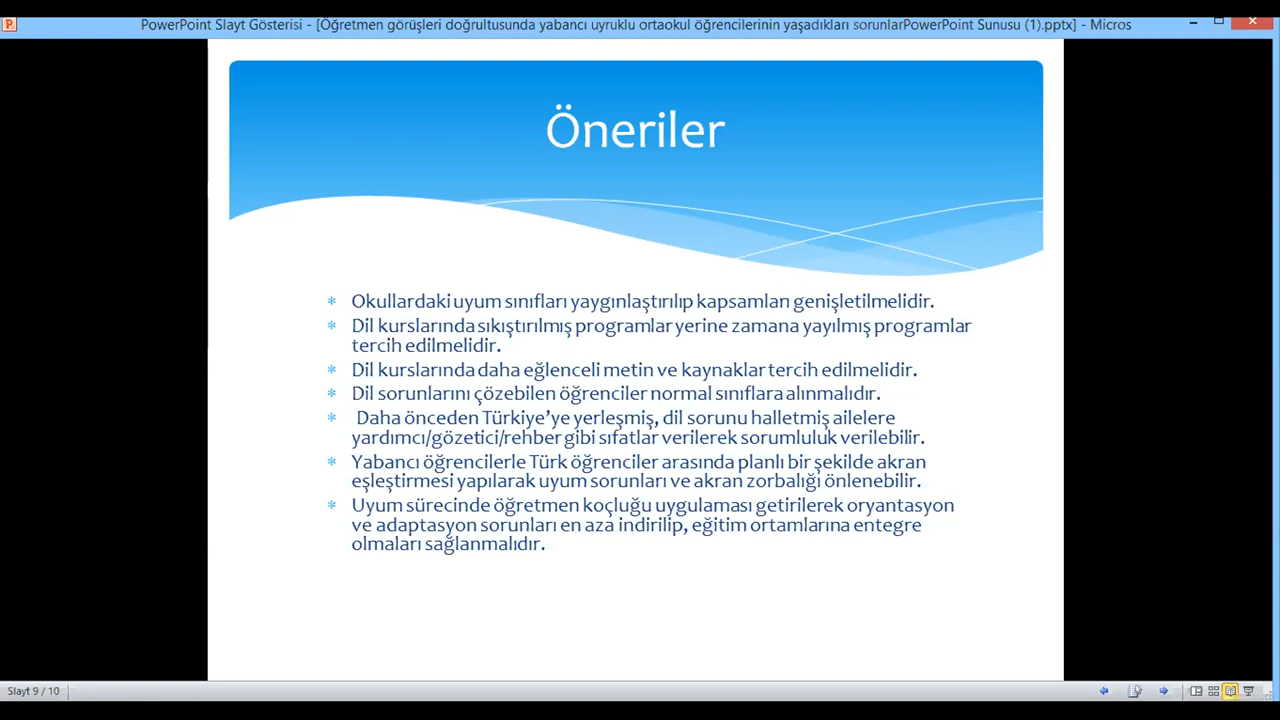 PowerPoint Slayt Gösterisi - [Öğretmen görüşleri doğrultusunda yabancı uyruklu ortaokul öğrencilerinin yaşadıkları sorunlarPowerPoint Sunusu (1).pptx] - Micros
Öneriler
* Okullardaki uyum sınıfları yaygınlaştırılıp kapsamları genişletilmelidir.
* Dil kurslarında sıkıştırılmış programlar yerine zamana yayılmış programlar
tercih edilmelidir.
* Dil kurslarında daha eğlenceli metin ve kaynaklar tercih edilmelidir.
* Dil sorunlarını çözebilen öğrenciler normal sınıflara alınmalıdır.
* Daha önceden Türkiye’ye yerleşmiş, dil sorunu halletmiş ailelere
yardımcı/gözetici/rehber gibi sıfatlar verilerek sorumluluk verilebilir.
* Yabancı öğrencilerle Türk öğrenciler arasında planlı bir şekilde akran
eşleştirmesi yapılarak uyum sorunları ve akran zorbalığı önlenebilir.
* Uyum sürecinde öğretmen koçluğu uygulaması getirilerek oryantasyon
ve adaptasyon sorunları en aza indirilip, eğitim ortamlarına entegre
olmaları sağlanmalıdır.
Slayt 9 / 10